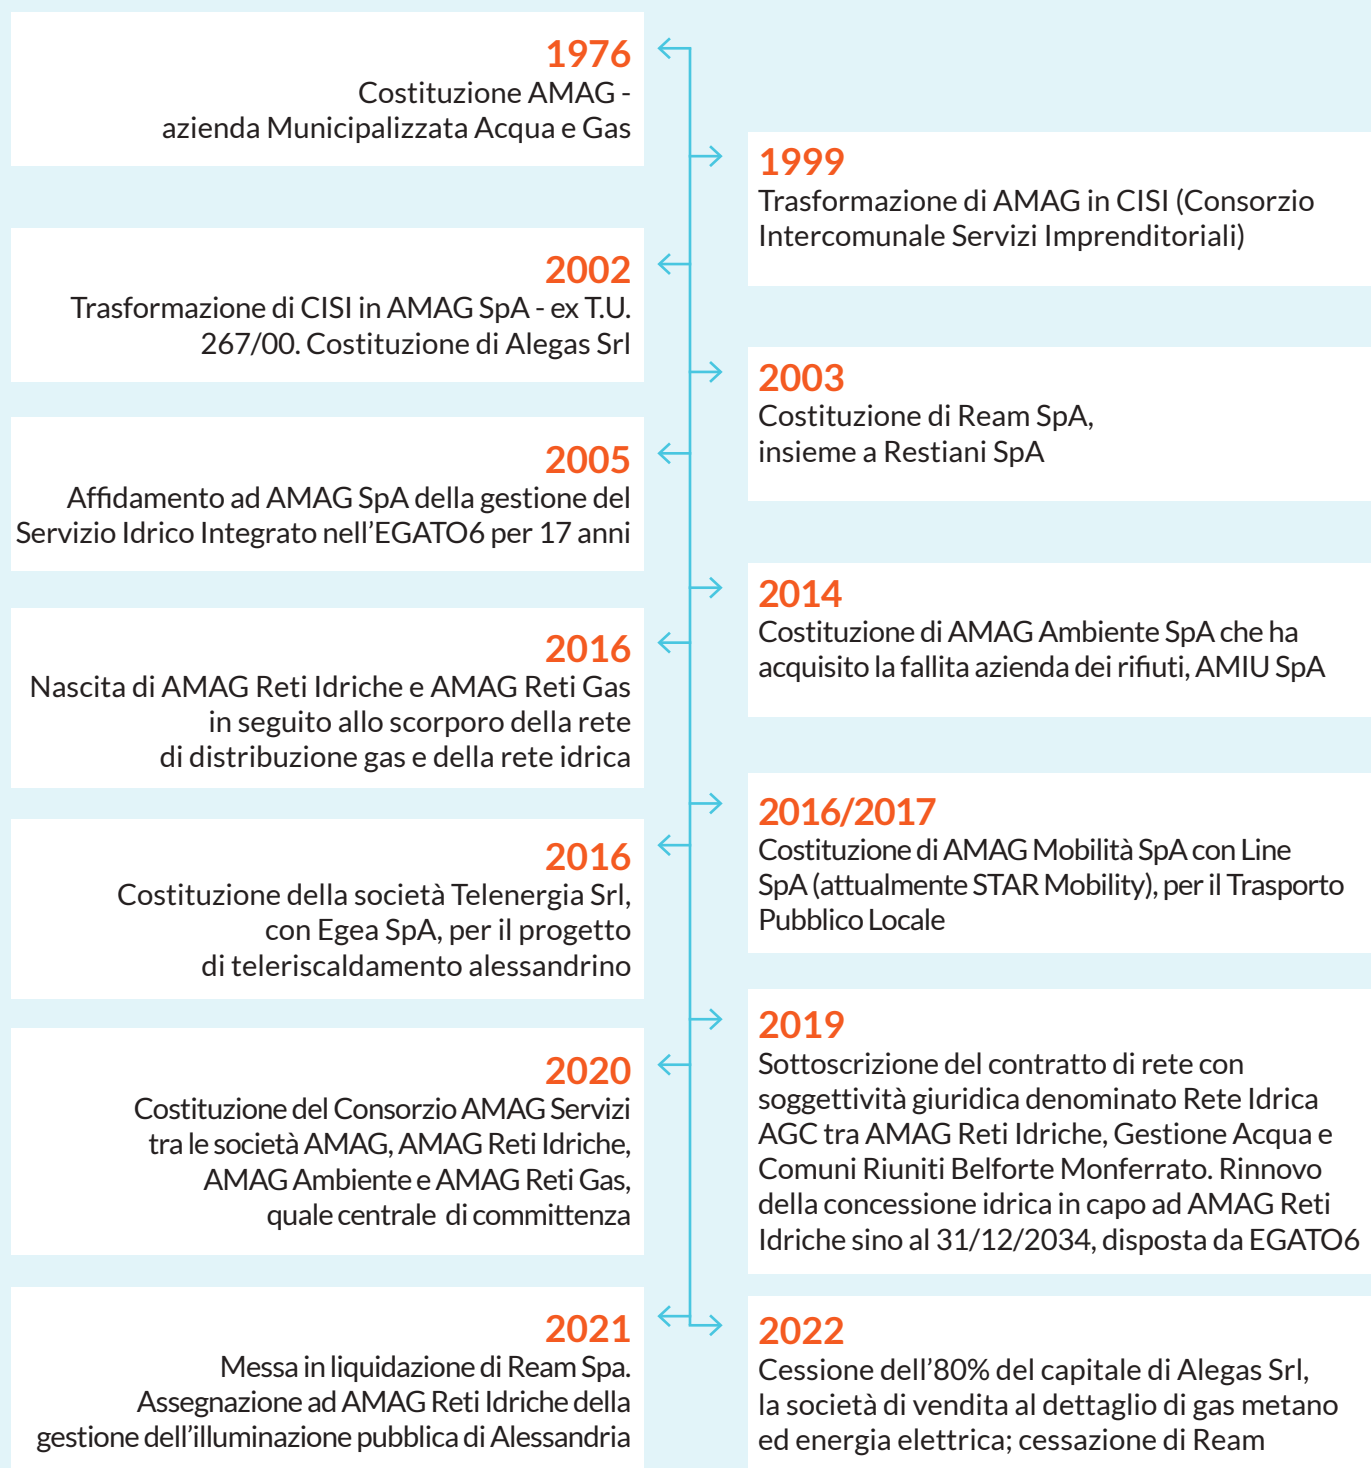 1976
Costituzione AMAG -
azienda Municipalizzata Acqua e Gas
1999
Trasformazione di AMAG in CISI (Consorzio
Intercomunale Servizi Imprenditoriali)
2002
Trasformazione di CISI in AMAG SpA - ex T.U.
267/00. Costituzione di Alegas Srl
2003
Costituzione di Ream SpA,
insieme a Restiani SpA
2005
Affidamento ad AMAG SpA della gestione del
Servizio Idrico Integrato nell'EGATO6 per 17 anni
2014
Costituzione di AMAG Ambiente SpA che ha
acquisito la fallita azienda dei rifiuti, AMIU SpA
2016
Nascita di AMAG Reti Idriche e AMAG Reti Gas
in seguito allo scorporo della rete
di distribuzione gas e della rete idrica
2016/2017
Costituzione di AMAG Mobilità SpA con Line
SpA (attualmente STAR Mobility), per il Trasporto
Pubblico Locale
2016
Costituzione della società Telenergia Srl,
con Egea SpA, per il progetto
di teleriscaldamento alessandrino
2019
Sottoscrizione del contratto di rete con
soggettività giuridica denominato Rete Idrica
AGC tra AMAG Reti Idriche, Gestione Acqua e
Comuni Riuniti Belforte Monferrato. Rinnovo
della concessione idrica in capo ad AMAG Reti
Idriche sino al 31/12/2034, disposta da EGATO6
2020
Costituzione del Consorzio AMAG Servizi
tra le società AMAG, AMAG Reti Idriche,
AMAG Ambiente e AMAG Reti Gas,
quale centrale di committenza
2021
Messa in liquidazione di Ream Spa.
Assegnazione ad AMAG Reti Idriche della
gestione dell'illuminazione pubblica di Alessandria
2022
Cessione dell'80% del capitale di Alegas Srl,
la società di vendita al dettaglio di gas metano
ed energia elettrica; cessazione di Ream